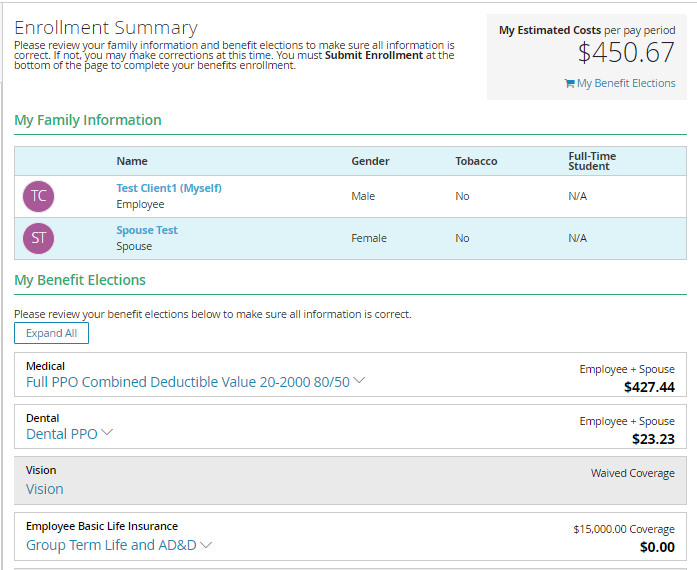 Enrollment Summary
Please review your family information and benefit elections to make sure all information is
correct. If not, you may make corrections at this time. You must Submit Enrollment at the
bottom of the page to complete your benefits enrollment.
My Estimated Costs per pay period
$450.67
My Benefit Elections
My Family Information
Name Gender Tobacco Full-Time Student
TC Test Client1 (Myself) Employee Male No N/A
ST Spouse Test Spouse Female No N/A
My Benefit Elections
Please review your benefit elections below to make sure all information is correct.
Expand All
Medical
Full PPO Combined Deductible Value 20-2000 80/50
Employee + Spouse
$427.44
Dental
Dental PPO
Employee + Spouse
$23.23
Vision
Vision
Waived Coverage
Employee Basic Life Insurance
Group Term Life and AD&D
$15,000.00 Coverage
$0.00